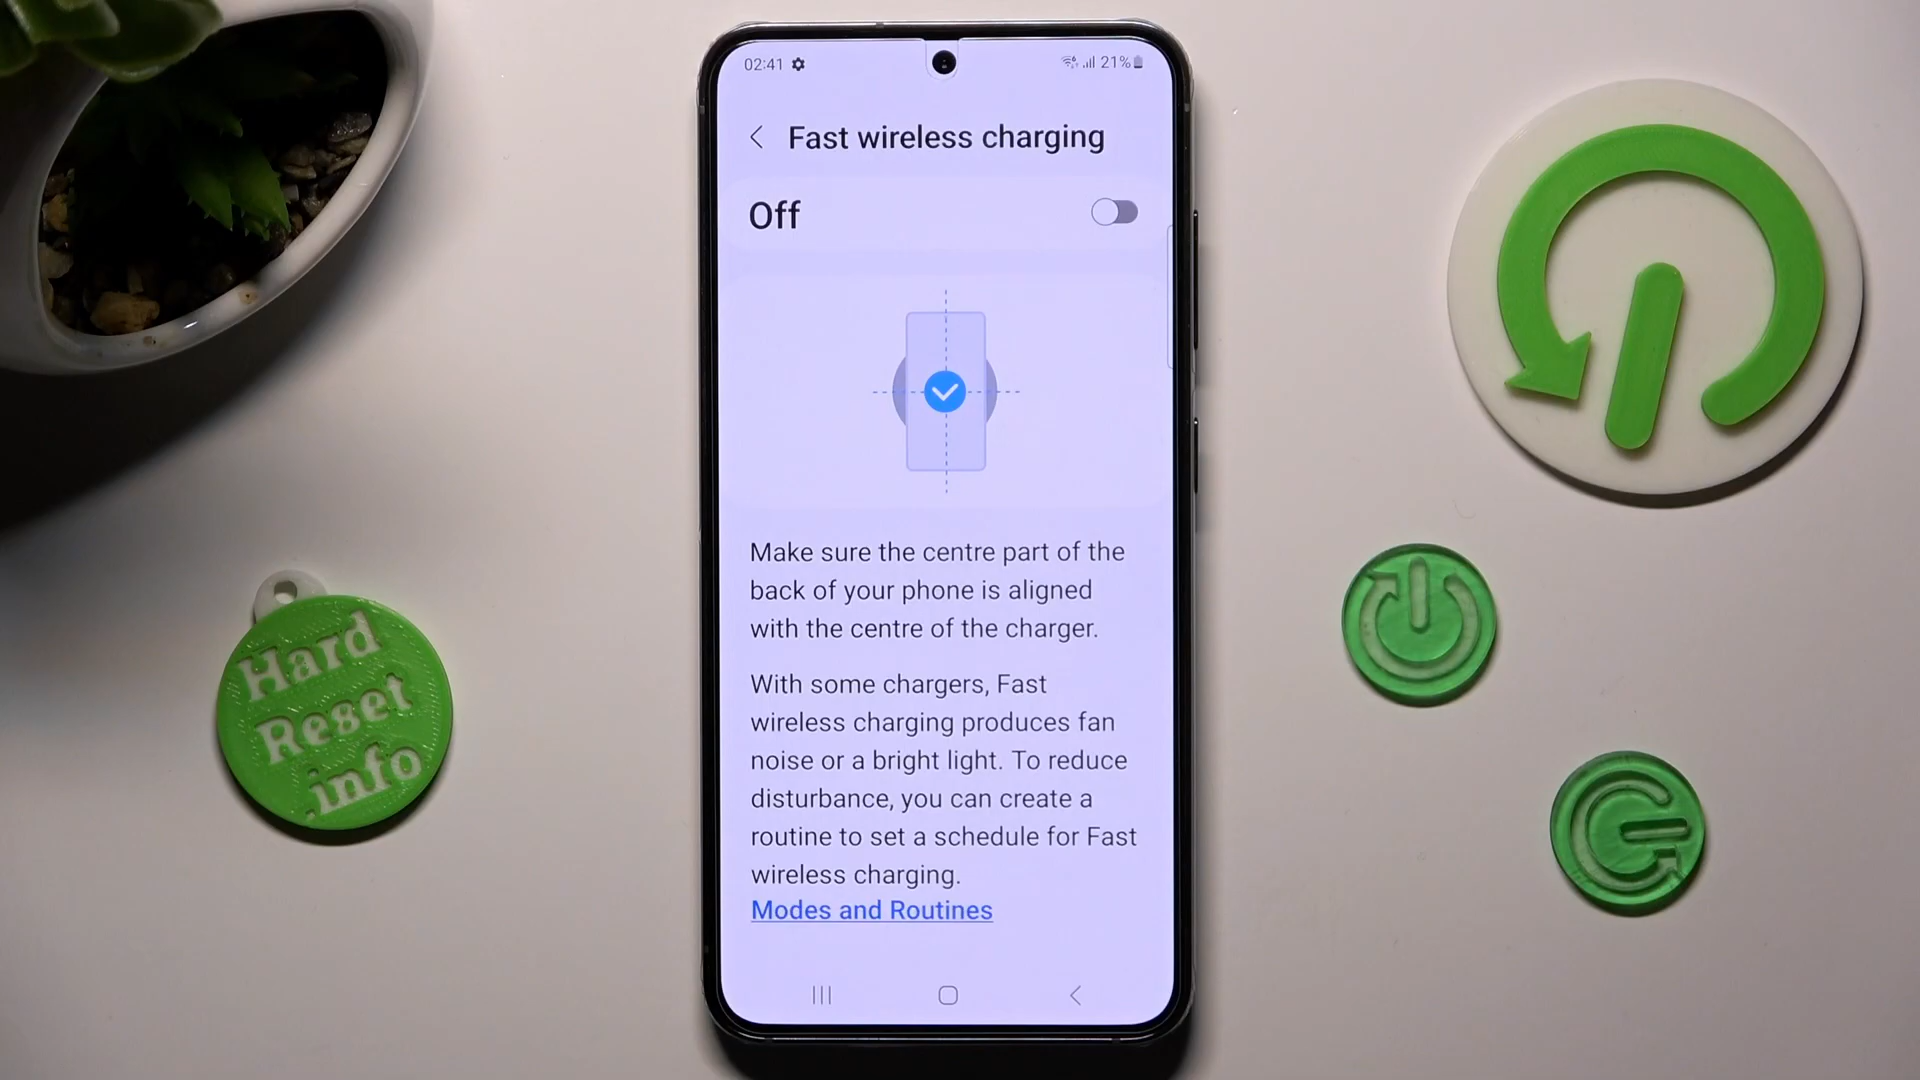 02:41
21%
Fast wireless charging
Off
Make sure the centre part of the
back of your phone is aligned
with the centre of the charger.
With some chargers, Fast
wireless charging produces fan
noise or a bright light. To reduce
disturbance, you can create a
routine to set a schedule for Fast
wireless charging.
Modes and Routines
Hard
Reset
.info